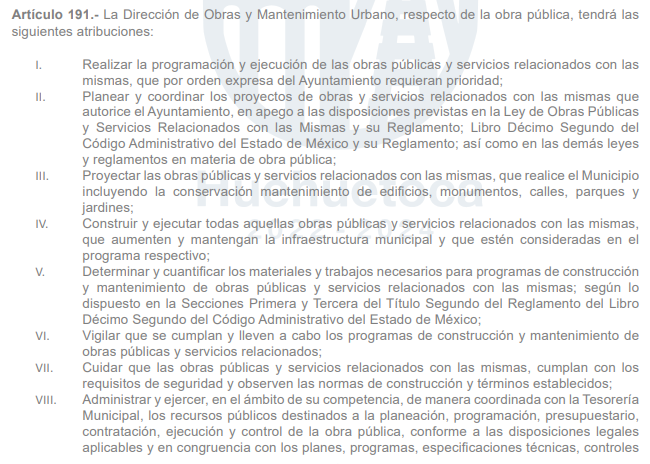 Artículo 191.- La Dirección de Obras y Mantenimiento Urbano, respecto de la obra pública, tendrá las
siguientes atribuciones:
I. Realizar la programación y ejecución de las obras públicas y servicios relacionados con las
mismas, que por orden expresa del Ayuntamiento requieran prioridad;
II. Planear y coordinar los proyectos de obras y servicios relacionados con las mismas que
autorice el Ayuntamiento, en apego a las disposiciones previstas en la Ley de Obras Públicas
y Servicios Relacionados con las Mismas y su Reglamento; Libro Décimo Segundo del
Código Administrativo del Estado de México y su Reglamento; así como en las demás leyes
y reglamentos en materia de obra pública;
III. Proyectar las obras públicas y servicios relacionados con las mismas, que realice el Municipio
incluyendo la conservación mantenimiento de edificios, monumentos, calles, parques y
jardines;
IV. Construir y ejecutar todas aquellas obras públicas y servicios relacionados con las mismas,
que aumenten y mantengan la infraestructura municipal y que estén consideradas en el
programa respectivo;
V. Determinar y cuantificar los materiales y trabajos necesarios para programas de construcción
y mantenimiento de obras públicas y servicios relacionados con las mismas; según lo
dispuesto en la Secciones Primera y Tercera del Título Segundo del Reglamento del Libro
Décimo Segundo del Código Administrativo del Estado de México;
VI. Vigilar que se cumplan y lleven a cabo los programas de construcción y mantenimiento de
obras públicas y servicios relacionados;
VII. Cuidar que las obras públicas y servicios relacionados con las mismas, cumplan con los
requisitos de seguridad y observen las normas de construcción y términos establecidos;
VIII. Administrar y ejercer, en el ámbito de su competencia, de manera coordinada con la Tesorería
Municipal, los recursos públicos destinados a la planeación, programación, presupuestario,
contratación, ejecución y control de la obra pública, conforme a las disposiciones legales
aplicables y en congruencia con los planes, programas, especificaciones técnicas, controles
Huehuetoca
2022 - 2024